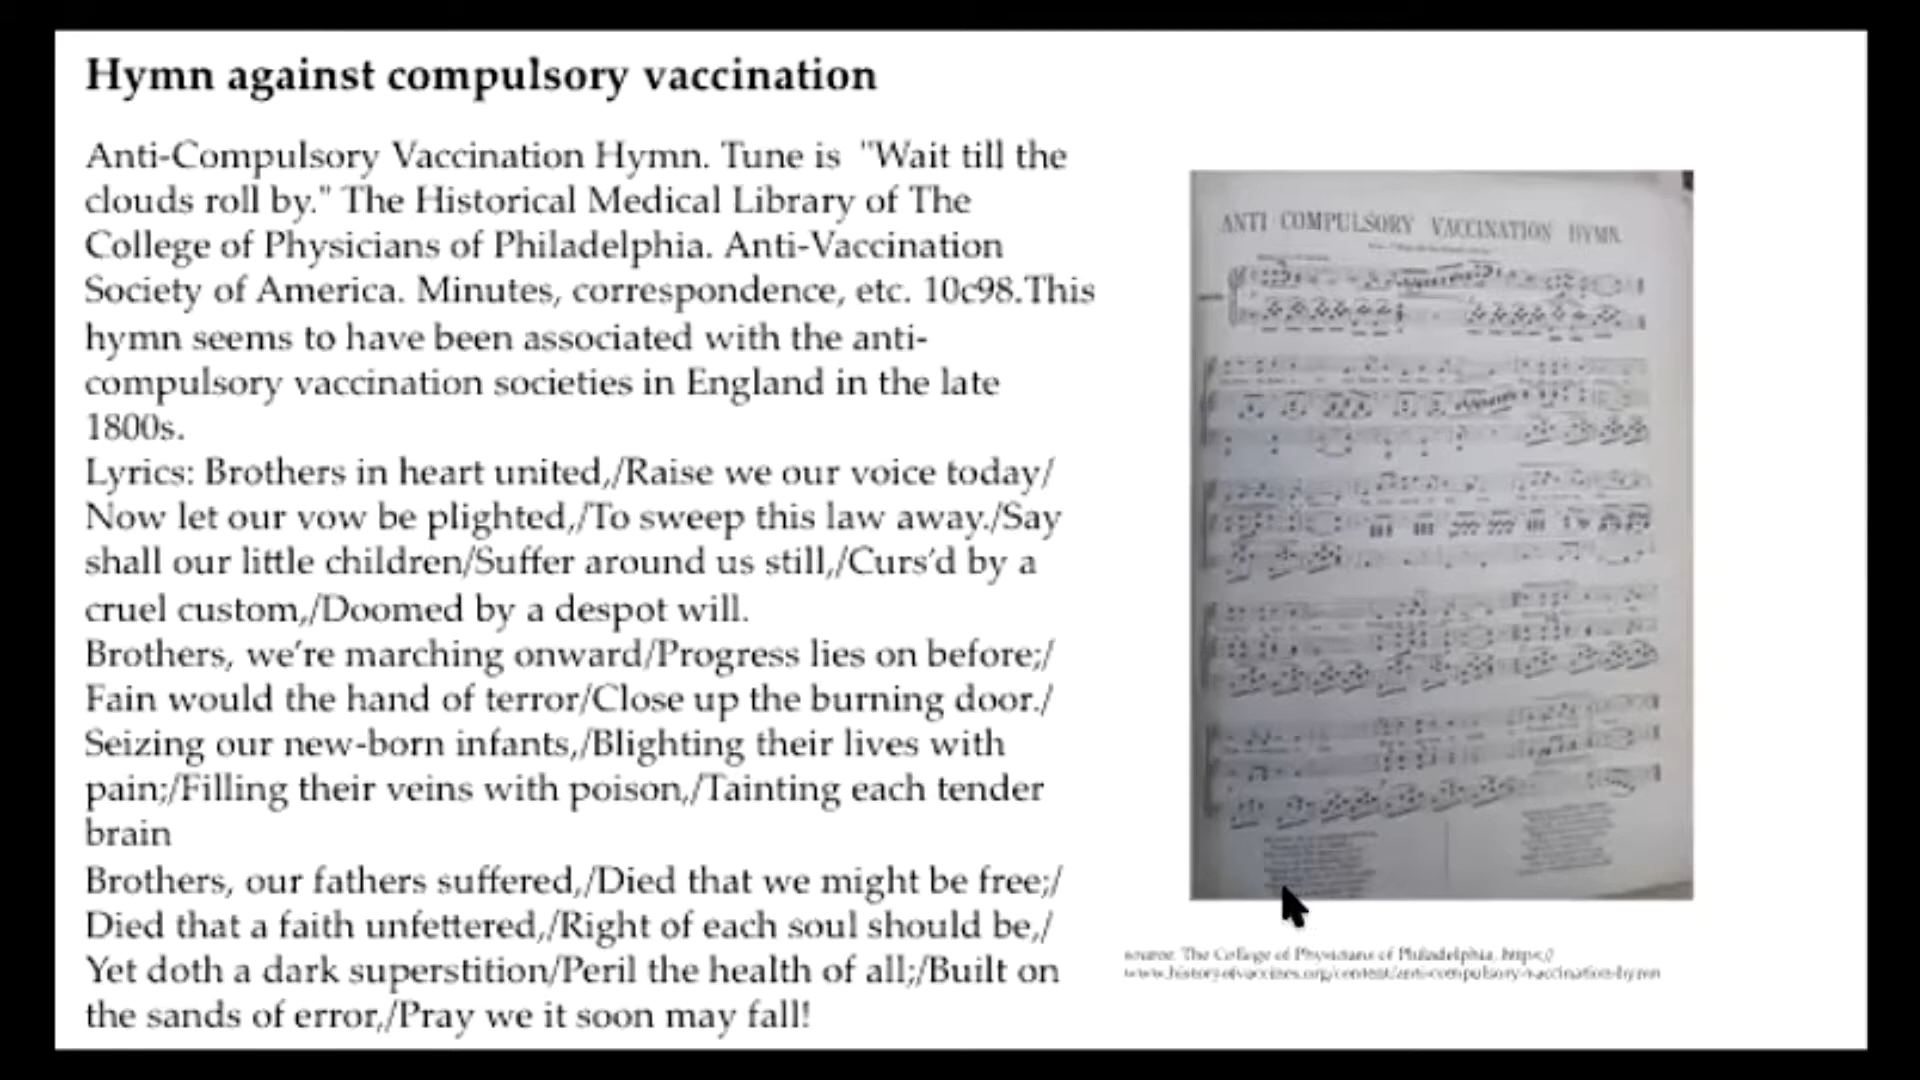 Hymn against compulsory vaccination
Anti-Compulsory Vaccination Hymn. Tune is "Wait till the
clouds roll by." The Historical Medical Library of The
College of Physicians of Philadelphia. Anti-Vaccination
Society of America. Minutes, correspondence, etc. 10c98.This
hymn seems to have been associated with the anti-
compulsory vaccination societies in England in the late
1800s.
Lyrics: Brothers in heart united,/Raise we our voice today/
Now let our vow be plighted,/To sweep this law away./Say
shall our little children/Suffer around us still,/Curs'd by a
cruel custom,/Doomed by a despot will.
Brothers, we're marching onward/Progress lies on before;/
Fain would the hand of terror/Close up the burning door./
Seizing our new-born infants,/Blighting their lives with
pain;/Filling their veins with poison,/Tainting each tender
brain
Brothers, our fathers suffered,/Died that we might be free;/
Died that a faith unfettered,/Right of each soul should be,/
Yet doth a dark superstition/Peril the health of all;/Built on
the sands of error,/Pray we it soon may fall!
ANTI COMPULSORY VACCINATION HYMN.
source: The College of Physicians of Philadelphia, https://
www.historyofvaccines.org/content/anti-compulsory-vaccination-hymn